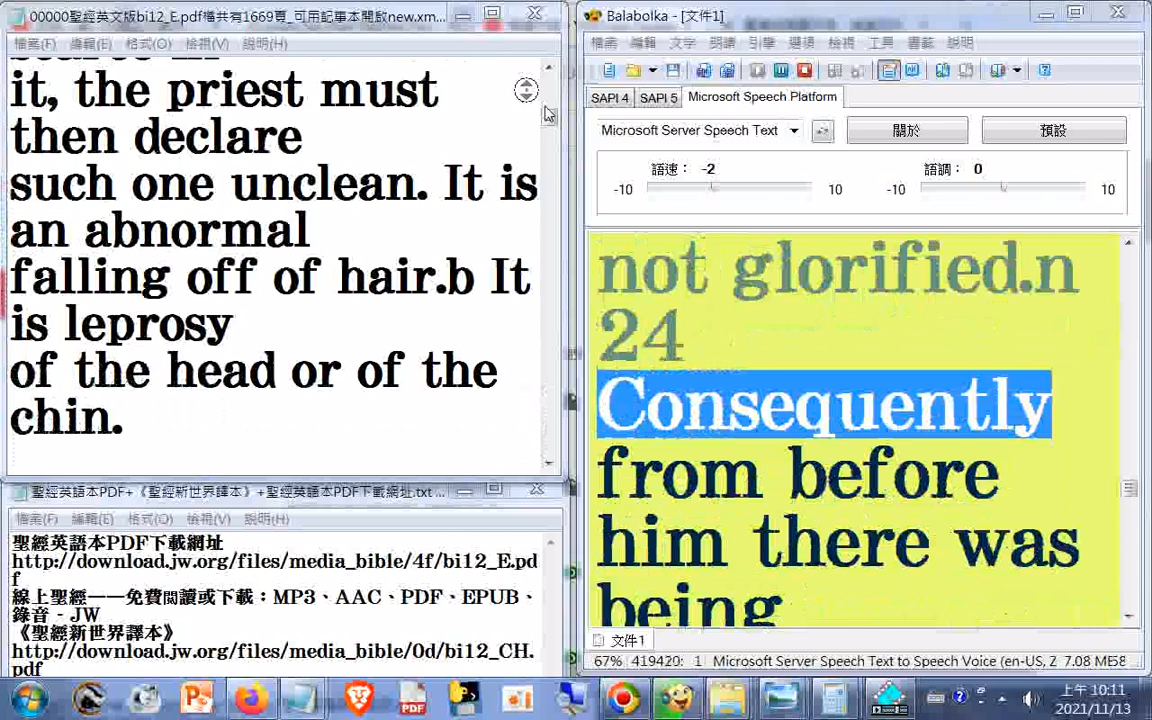 00000聖經英文版bi12_E.pdf檔共有1669頁_可用記事本開啟new.xm...
檔案(F) 編輯(E) 格式(O) 檢視(V) 說明(H)
it, the priest must
then declare
such one unclean. It is
an abnormal
falling off of hair.b It
is leprosy
of the head or of the
chin.
聖經英語本PDF+《聖經新世界譯本》+聖經英語本PDF下載網址.txt ...
檔案(F) 編輯(E) 格式(O) 檢視(V) 說明(H)
聖經英語本PDF下載網址
http://download.jw.org/files/media_bible/4f/bi12_E.pd
f
線上聖經——免費閱讀或下載：MP3、AAC、PDF、EPUB、
錄音 - JW
《聖經新世界譯本》
http://download.jw.org/files/media_bible/0d/bi12_CH.
pdf
Balabolka - [文件1]
檔案 編輯 文字 朗讀 引擎 選項 檢視 工具 書籤 說明
SAPI 4 SAPI 5 Microsoft Speech Platform
Microsoft Server Speech Text 關於 預設
語速： -2 語調： 0
-10 10 -10 10
not glorified.n
24
Consequently
from before
him there was
being
文件1
67% 419420: 1 Microsoft Server Speech Text to Speech Voice (en-US, Z 7.08 МБ58
上午 10:11
2021/11/13